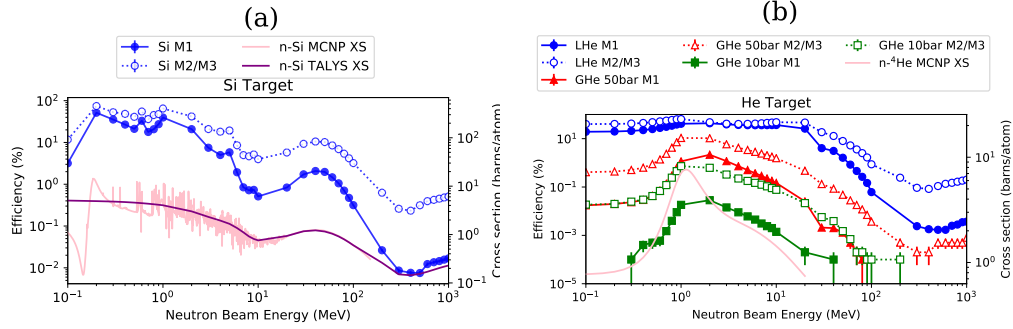 (a)
Si M1
Si M2/M3
n-Si MCNP XS
n-Si TALYS XS
Si Target
10²
10¹
10⁰
10⁻¹
10⁻²
Efficiency (%)
10²
10¹
10⁰
10⁻¹
Cross section (barns/atom)
10⁻¹ 10⁰ 10¹ 10² 10³
Neutron Beam Energy (MeV)
(b)
LHe M1
LHe M2/M3
GHe 50bar M1
GHe 50bar M2/M3
GHe 10bar M1
GHe 10bar M2/M3
n-⁴He MCNP XS
He Target
10¹
10⁻¹
10⁻³
10⁻⁵
Efficiency (%)
10¹
10⁰
Cross section (barns/atom)
10⁻¹ 10⁰ 10¹ 10² 10³
Neutron Beam Energy (MeV)